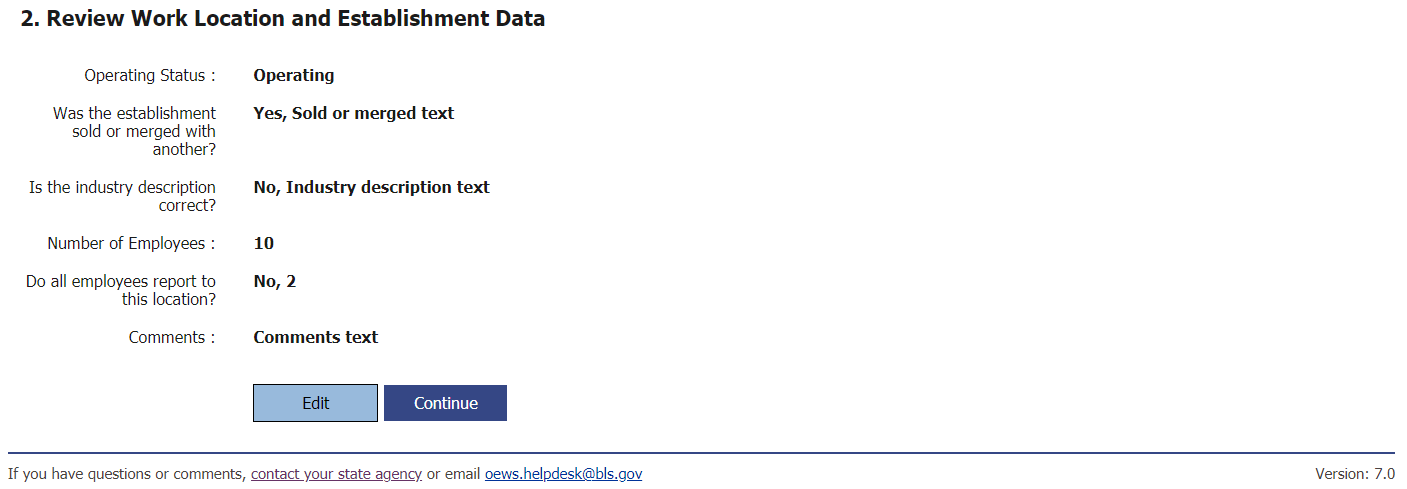 2. Review Work Location and Establishment Data
Operating Status : Operating
Was the establishment Yes, Sold or merged text
sold or merged with
another?
Is the industry description No, Industry description text
correct?
Number of Employees : 10
Do all employees report to No, 2
this location?
Comments : Comments text
Edit Continue
If you have questions or comments, contact your state agency or email oews.helpdesk@bls.gov Version: 7.0